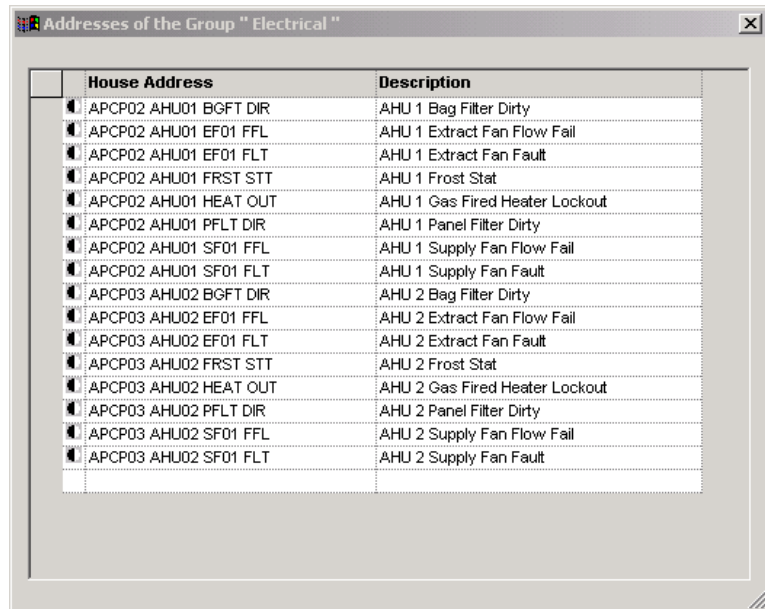 Addresses of the Group " Electrical "
House Address Description
APCP02 AHU01 BGFT DIR AHU 1 Bag Filter Dirty
APCP02 AHU01 EF01 FFL AHU 1 Extract Fan Flow Fail
APCP02 AHU01 EF01 FLT AHU 1 Extract Fan Fault
APCP02 AHU01 FRST STT AHU 1 Frost Stat
APCP02 AHU01 HEAT OUT AHU 1 Gas Fired Heater Lockout
APCP02 AHU01 PFLT DIR AHU 1 Panel Filter Dirty
APCP02 AHU01 SF01 FFL AHU 1 Supply Fan Flow Fail
APCP02 AHU01 SF01 FLT AHU 1 Supply Fan Fault
APCP03 AHU02 BGFT DIR AHU 2 Bag Filter Dirty
APCP03 AHU02 EF01 FFL AHU 2 Extract Fan Flow Fail
APCP03 AHU02 EF01 FLT AHU 2 Extract Fan Fault
APCP03 AHU02 FRST STT AHU 2 Frost Stat
APCP03 AHU02 HEAT OUT AHU 2 Gas Fired Heater Lockout
APCP03 AHU02 PFLT DIR AHU 2 Panel Filter Dirty
APCP03 AHU02 SF01 FFL AHU 2 Supply Fan Flow Fail
APCP03 AHU02 SF01 FLT AHU 2 Supply Fan Fault